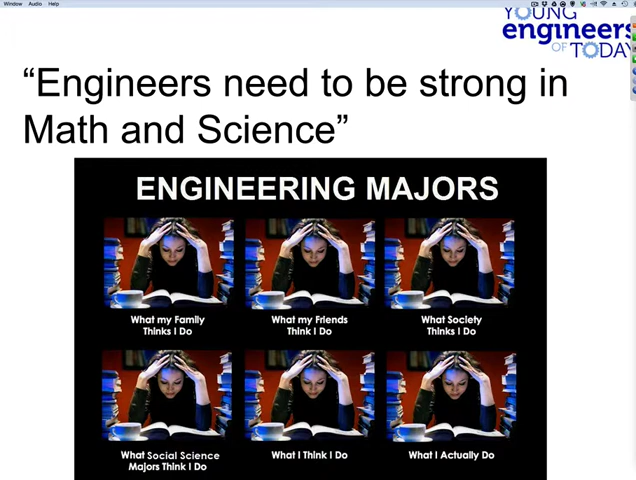 Window Audio Help
YOUNG
engineers
OF TODAY
“Engineers need to be strong in
Math and Science”
ENGINEERING MAJORS
What my Family
Thinks I Do
What my Friends
Think I Do
What Society
Thinks I Do
What Social Science
Majors Think I Do
What I Think I Do
What I Actually Do